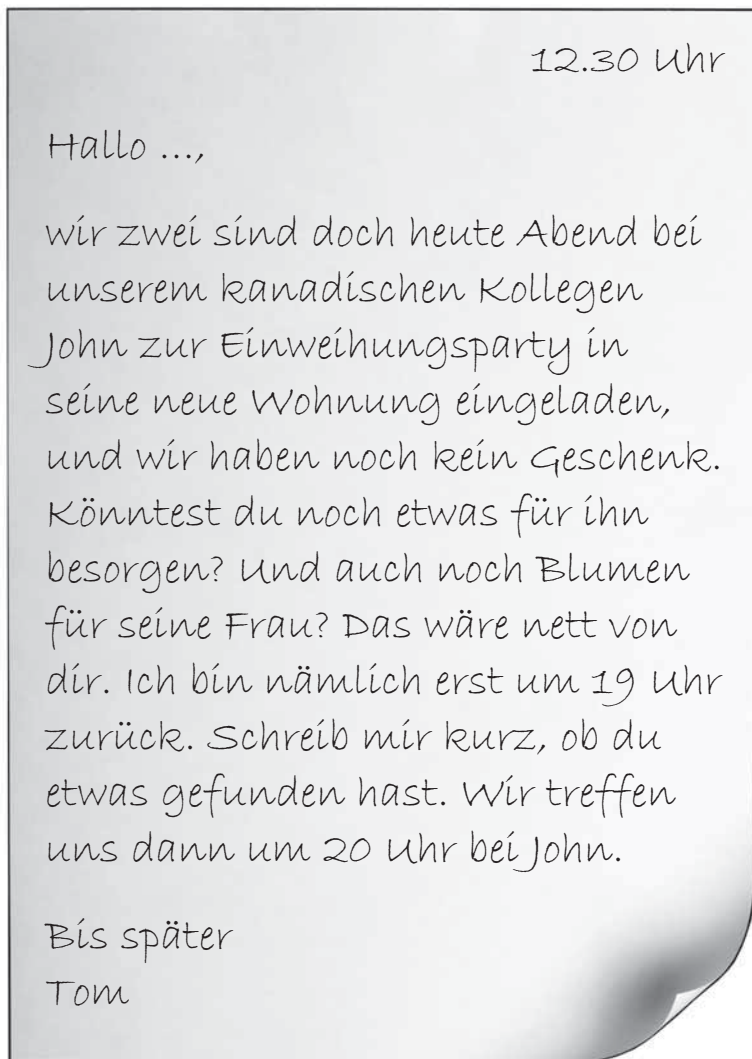 12.30 Uhr
Hallo ...,
wir zwei sind doch heute Abend bei
unserem kanadischen Kollegen
John zur Einweihungsparty in
seine neue Wohnung eingeladen,
und wir haben noch kein Geschenk.
Könntest du noch etwas für ihn
besorgen? Und auch noch Blumen
für seine Frau? Das wäre nett von
dir. Ich bin nämlich erst um 19 Uhr
zurück. Schreib mir kurz, ob du
etwas gefunden hast. Wir treffen
uns dann um 20 Uhr bei John.
Bis später
Tom